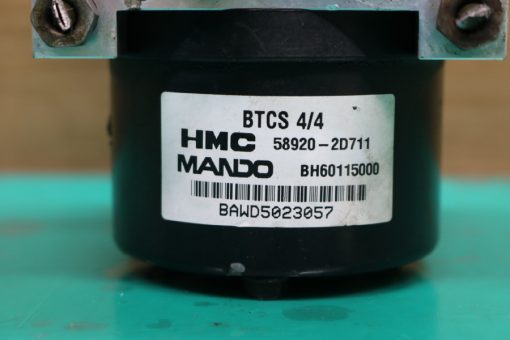 BTCS 4/4
HMC 58920-2D711
MANDO BH60115000
BAWD5023057